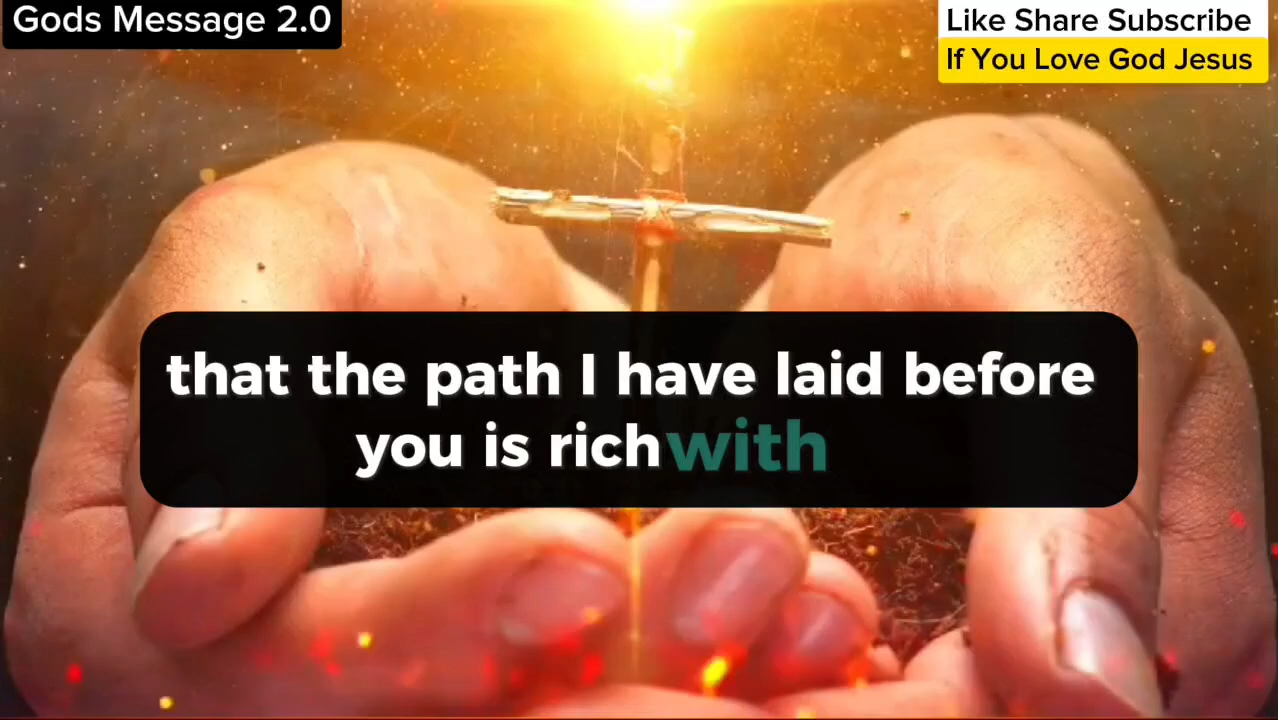 Gods Message 2.0
Like Share Subscribe
If You Love God Jesus
that the path I have laid before
you is rich with